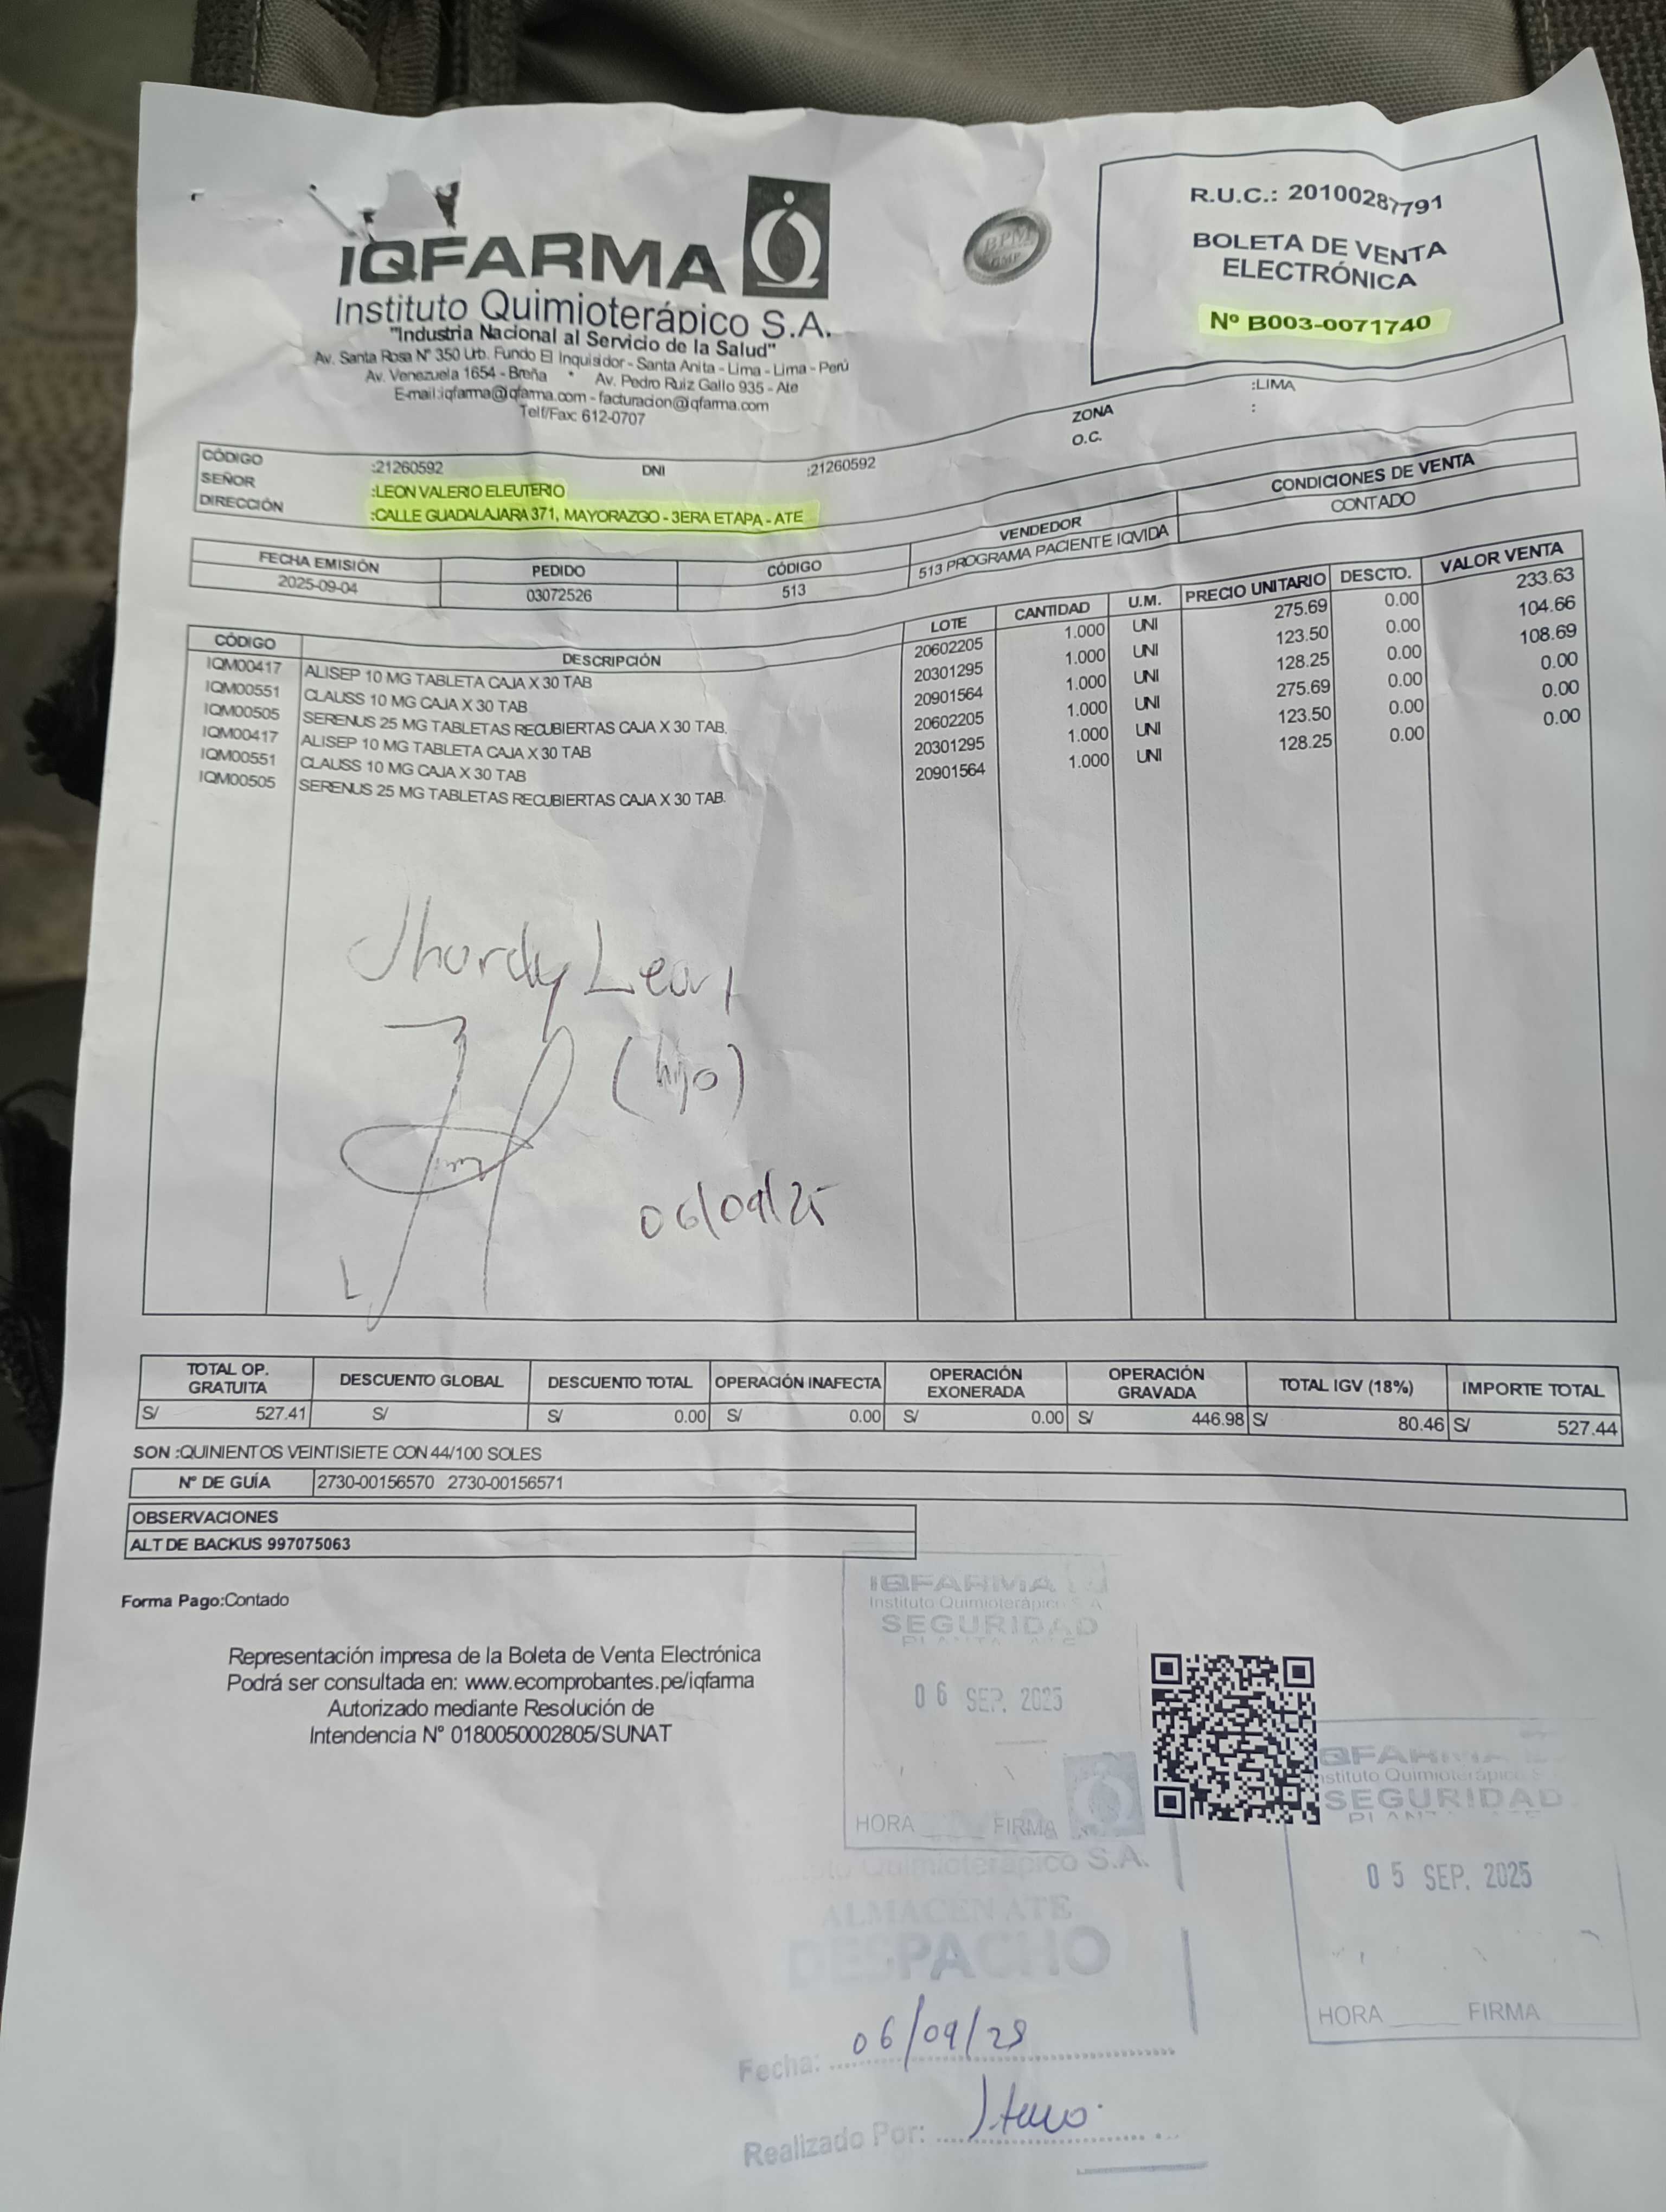 IQFARMA
Instituto Quimioterápico S.A.
"Industria Nacional al Servicio de la Salud"
Av. Santa Rosa N° 350 Urb. Fundo El Inquisidor - Santa Anita - Lima - Lima - Perú
Av. Venezuela 1654 - Breña * Av. Pedro Ruiz Gallo 935 - Ate
E-mail:iqfarma@iqfarma.com - facturacion@iqfarma.com
Telf/Fax: 612-0707
BPM
GMP
R.U.C.: 20100287791
BOLETA DE VENTA
ELECTRÓNICA
Nº B003-0071740
ZONA :LIMA
O.C. :
CÓDIGO :21260592 DNI :21260592
SEÑOR :LEON VALERIO ELEUTERIO
DIRECCIÓN :CALLE GUADALAJARA 371, MAYORAZGO - 3ERA ETAPA - ATE
FECHA EMISIÓN PEDIDO CÓDIGO VENDEDOR CONDICIONES DE VENTA
2025-09-04 03072526 513 513 PROGRAMA PACIENTE IQVIDA CONTADO
CÓDIGO DESCRIPCIÓN LOTE CANTIDAD U.M. PRECIO UNITARIO DESCTO. VALOR VENTA
IQM00417 ALISEP 10 MG TABLETA CAJA X 30 TAB 20602205 1.000 UNI 275.69 0.00 233.63
IQM00551 CLAUSS 10 MG CAJA X 30 TAB 20301295 1.000 UNI 123.50 0.00 104.66
IQM00505 SERENUS 25 MG TABLETAS RECUBIERTAS CAJA X 30 TAB. 20901564 1.000 UNI 128.25 0.00 108.69
IQM00417 ALISEP 10 MG TABLETA CAJA X 30 TAB 20602205 1.000 UNI 275.69 0.00 0.00
IQM00551 CLAUSS 10 MG CAJA X 30 TAB 20301295 1.000 UNI 123.50 0.00 0.00
IQM00505 SERENUS 25 MG TABLETAS RECUBIERTAS CAJA X 30 TAB. 20901564 1.000 UNI 128.25 0.00 0.00
Jhordy Leon
(hijo)
06/09/25
TOTAL OP. GRATUITA DESCUENTO GLOBAL DESCUENTO TOTAL OPERACIÓN INAFECTA OPERACIÓN EXONERADA OPERACIÓN GRAVADA TOTAL IGV (18%) IMPORTE TOTAL
S/ 527.41 S/ S/ 0.00 S/ 0.00 S/ 0.00 S/ 446.98 S/ 80.46 S/ 527.44
SON :QUINIENTOS VEINTISIETE CON 44/100 SOLES
Nº DE GUÍA 2730-00156570 2730-00156571
OBSERVACIONES
ALT DE BACKUS 997075063
Forma Pago:Contado
Representación impresa de la Boleta de Venta Electrónica
Podrá ser consultada en: www.ecomprobantes.pe/iqfarma
Autorizado mediante Resolución de
Intendencia N° 0180050002805/SUNAT
IQFARMA
Instituto Quimioterápico S.A.
SEGURIDAD
PLANTA ATE
06 SEP. 2025
HORA FIRMA
IQFARMA
Instituto Quimioterápico
SEGURIDAD
PLANTA
05 SEP. 2025
HORA FIRMA
Quimioterápico S.A.
ALMACEN ATE
DESPACHO
Fecha: 06/09/25
Realizado Por: